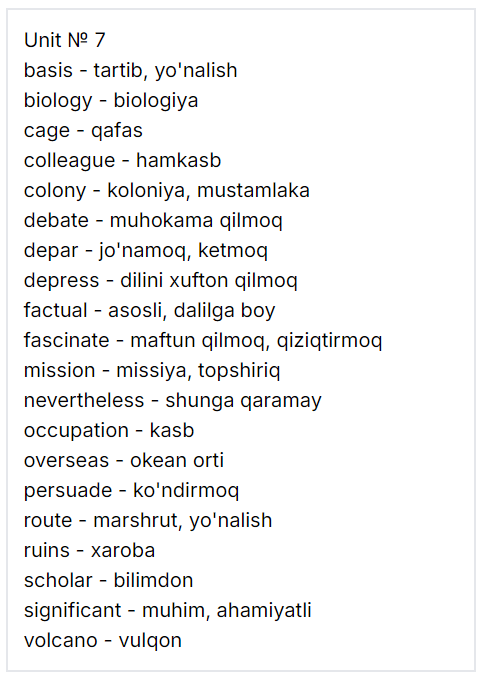 Unit № 7
basis - tartib, yo'nalish
biology - biologiya
cage - qafas
colleague - hamkasb
colony - koloniya, mustamlaka
debate - muhokama qilmoq
depar - jo'namoq, ketmoq
depress - dilini xufton qilmoq
factual - asosli, dalilga boy
fascinate - maftun qilmoq, qiziqtirmoq
mission - missiya, topshiriq
nevertheless - shunga qaramay
occupation - kasb
overseas - okean orti
persuade - ko'ndirmoq
route - marshrut, yo'nalish
ruins - xaroba
scholar - bilimdon
significant - muhim, ahamiyatli
volcano - vulqon